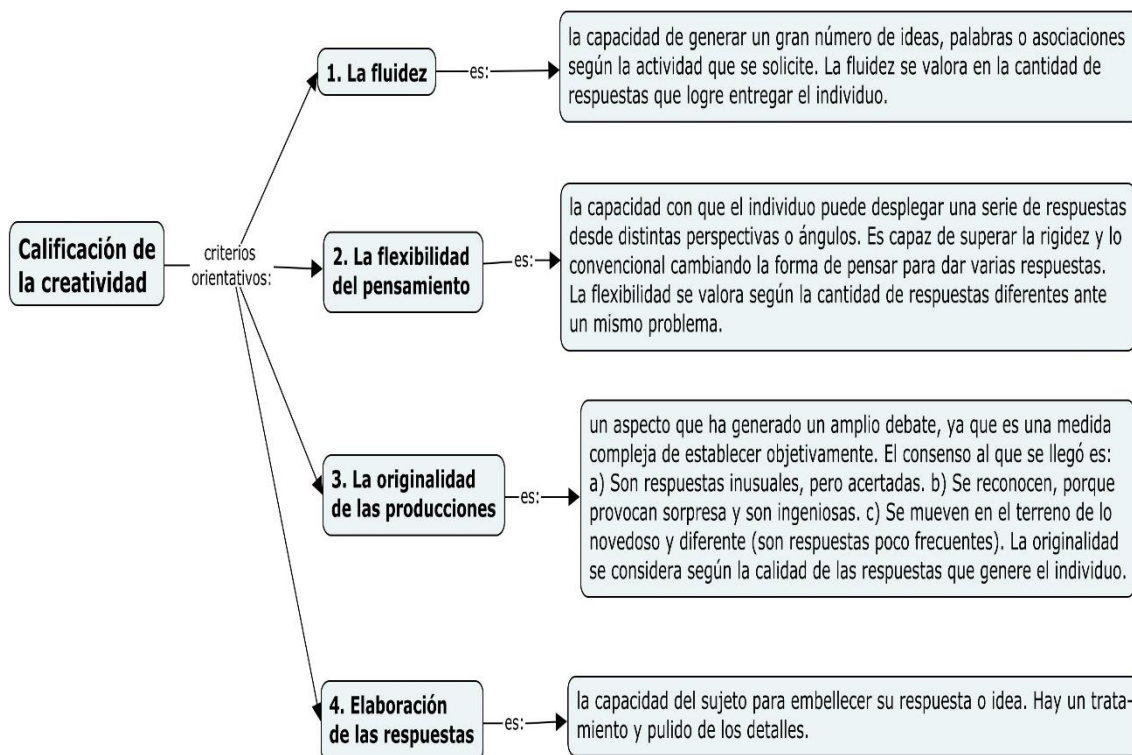 Calificación de
la creatividad
criterios
orientativos:
1. La fluidez
es:
la capacidad de generar un gran número de ideas, palabras o asociaciones
según la actividad que se solicite. La fluidez se valora en la cantidad de
respuestas que logre entregar el individuo.
2. La flexibilidad
del pensamiento
es:
la capacidad con que el individuo puede desplegar una serie de respuestas
desde distintas perspectivas o ángulos. Es capaz de superar la rigidez y lo
convencional cambiando la forma de pensar para dar varias respuestas.
La flexibilidad se valora según la cantidad de respuestas diferentes ante
un mismo problema.
3. La originalidad
de las producciones
es:
un aspecto que ha generado un amplio debate, ya que es una medida
compleja de establecer objetivamente. El consenso al que se llegó es:
a) Son respuestas inusuales, pero acertadas. b) Se reconocen, porque
provocan sorpresa y son ingeniosas. c) Se mueven en el terreno de lo
novedoso y diferente (son respuestas poco frecuentes). La originalidad
se considera según la calidad de las respuestas que genere el individuo.
4. Elaboración
de las respuestas
es:
la capacidad del sujeto para embellecer su respuesta o idea. Hay un trata-
miento y pulido de los detalles.